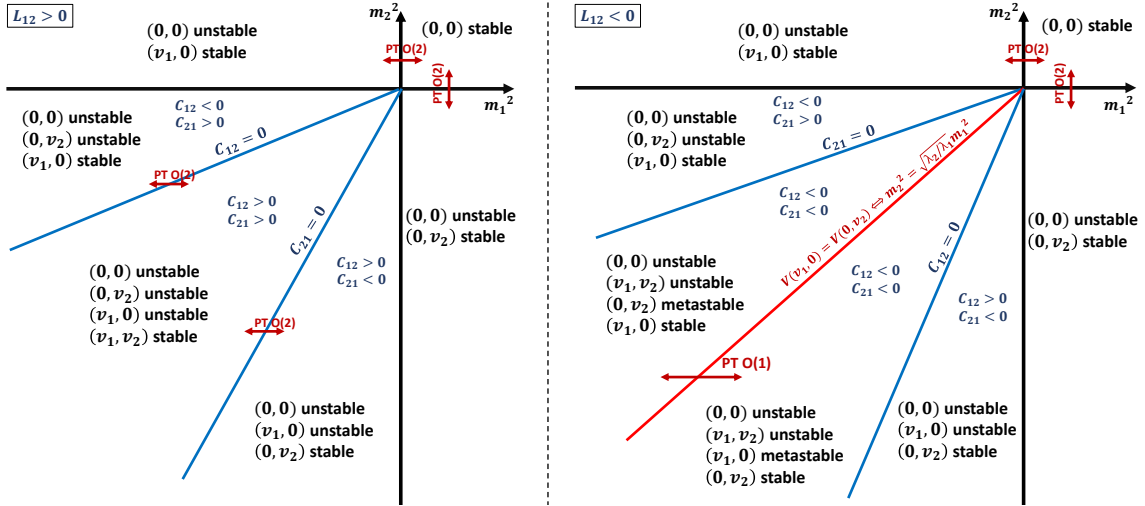 L₁₂ > 0
m₂²
(0, 0) unstable
(v₁, 0) stable
(0, 0) stable
PT O(2)
PT O(2)
m₁²
(0, 0) unstable
(0, v₂) unstable
(v₁, 0) stable
C₁₂ < 0
C₂₁ > 0
C₁₂ = 0
PT O(2)
C₁₂ > 0
C₂₁ > 0
C₂₁ = 0
(0, 0) unstable
(0, v₂) stable
C₁₂ > 0
C₂₁ < 0
(0, 0) unstable
(0, v₂) unstable
(v₁, 0) unstable
(v₁, v₂) stable
PT O(2)
(0, 0) unstable
(v₁, 0) unstable
(0, v₂) stable
L₁₂ < 0
m₂²
(0, 0) unstable
(v₁, 0) stable
(0, 0) stable
PT O(2)
PT O(2)
m₁²
(0, 0) unstable
(0, v₂) unstable
(v₁, 0) stable
C₁₂ < 0
C₂₁ > 0
C₂₁ = 0
C₁₂ < 0
C₂₁ < 0
V(v₁, 0) = V(0, v₂) ⇔ m₂² = √λ₂/λ₁ m₁²
(0, 0) unstable
(0, v₂) stable
(0, 0) unstable
(v₁, v₂) unstable
(0, v₂) metastable
(v₁, 0) stable
C₁₂ < 0
C₂₁ < 0
C₁₂ = 0
C₁₂ > 0
C₂₁ < 0
PT O(1)
(0, 0) unstable
(v₁, v₂) unstable
(v₁, 0) metastable
(0, v₂) stable
(0, 0) unstable
(v₁, 0) unstable
(0, v₂) stable